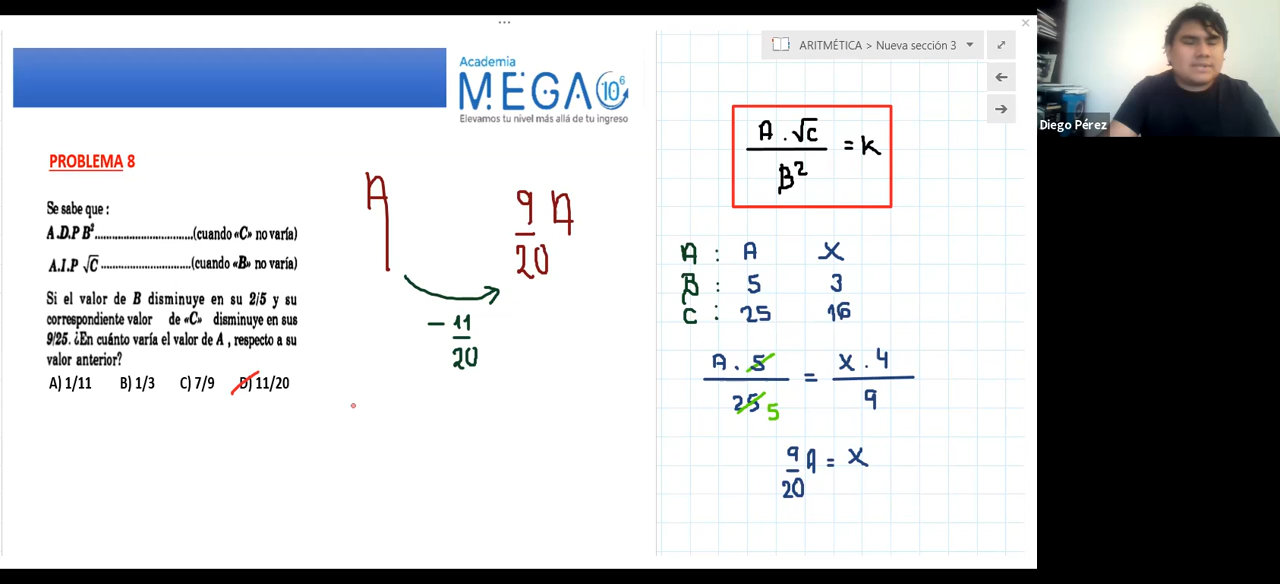 Academia
MEGA 10⁶
Elevamos tu nivel más allá de tu ingreso
PROBLEMA 8
Se sabe que :
A .D.P B²..................................(cuando «C» no varía)
A.I.P √C ................................(cuando «B» no varía)
Si el valor de B disminuye en su 2/5 y su
correspondiente valor de «C» disminuye en sus
9/25. ¿En cuánto varía el valor de A , respecto a su
valor anterior?
A) 1/11 B) 1/3 C) 7/9 D) 11/20
A
9/20 A
- 11/20
ARITMÉTICA > Nueva sección 3
A . √C / B² = K
A : A X
B : 5 3
C : 25 16
A . 5 / 25 5 = X . 4 / 9
9/20 A = X
Diego Pérez